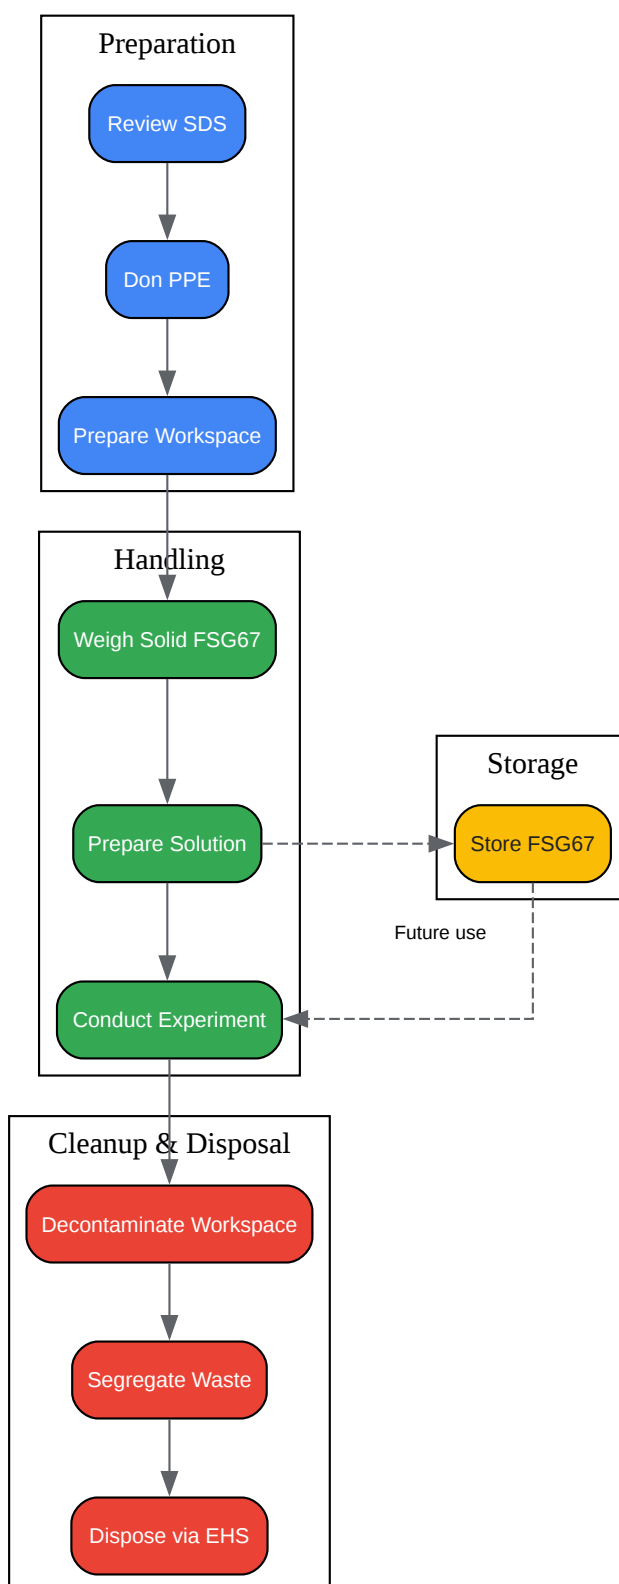 Preparation
Review SDS
Don PPE
Prepare Workspace
Handling
Weigh Solid FSG67
Prepare Solution
Storage
Store FSG67
Future use
Conduct Experiment
Cleanup & Disposal
Decontaminate Workspace
Segregate Waste
Dispose via EHS